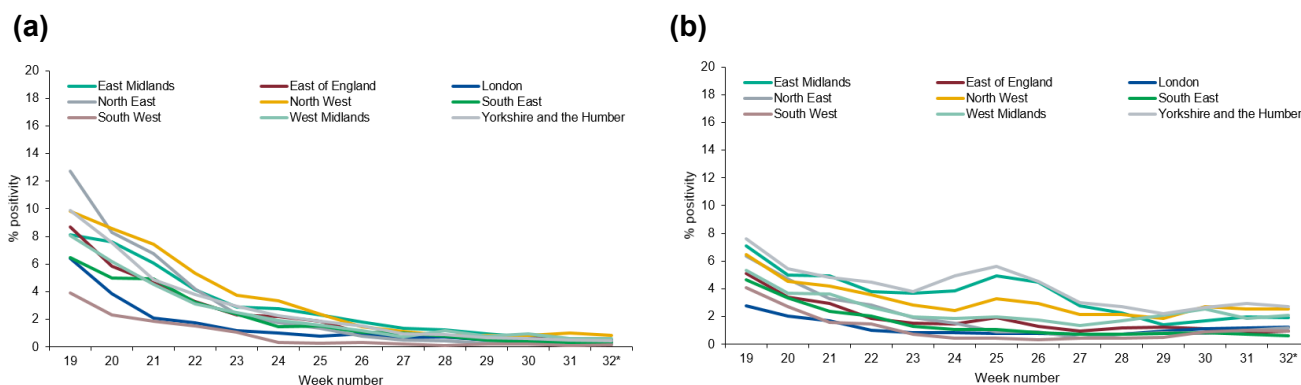 (a)
% positivity
20
18
16
14
12
10
8
6
4
2
0
East Midlands East of England London
North East North West South East
South West West Midlands Yorkshire and the Humber
19 20 21 22 23 24 25 26 27 28 29 30 31 32*
Week number
(b)
% positivity
20
18
16
14
12
10
8
6
4
2
0
East Midlands East of England London
North East North West South East
South West West Midlands Yorkshire and the Humber
19 20 21 22 23 24 25 26 27 28 29 30 31 32*
Week number